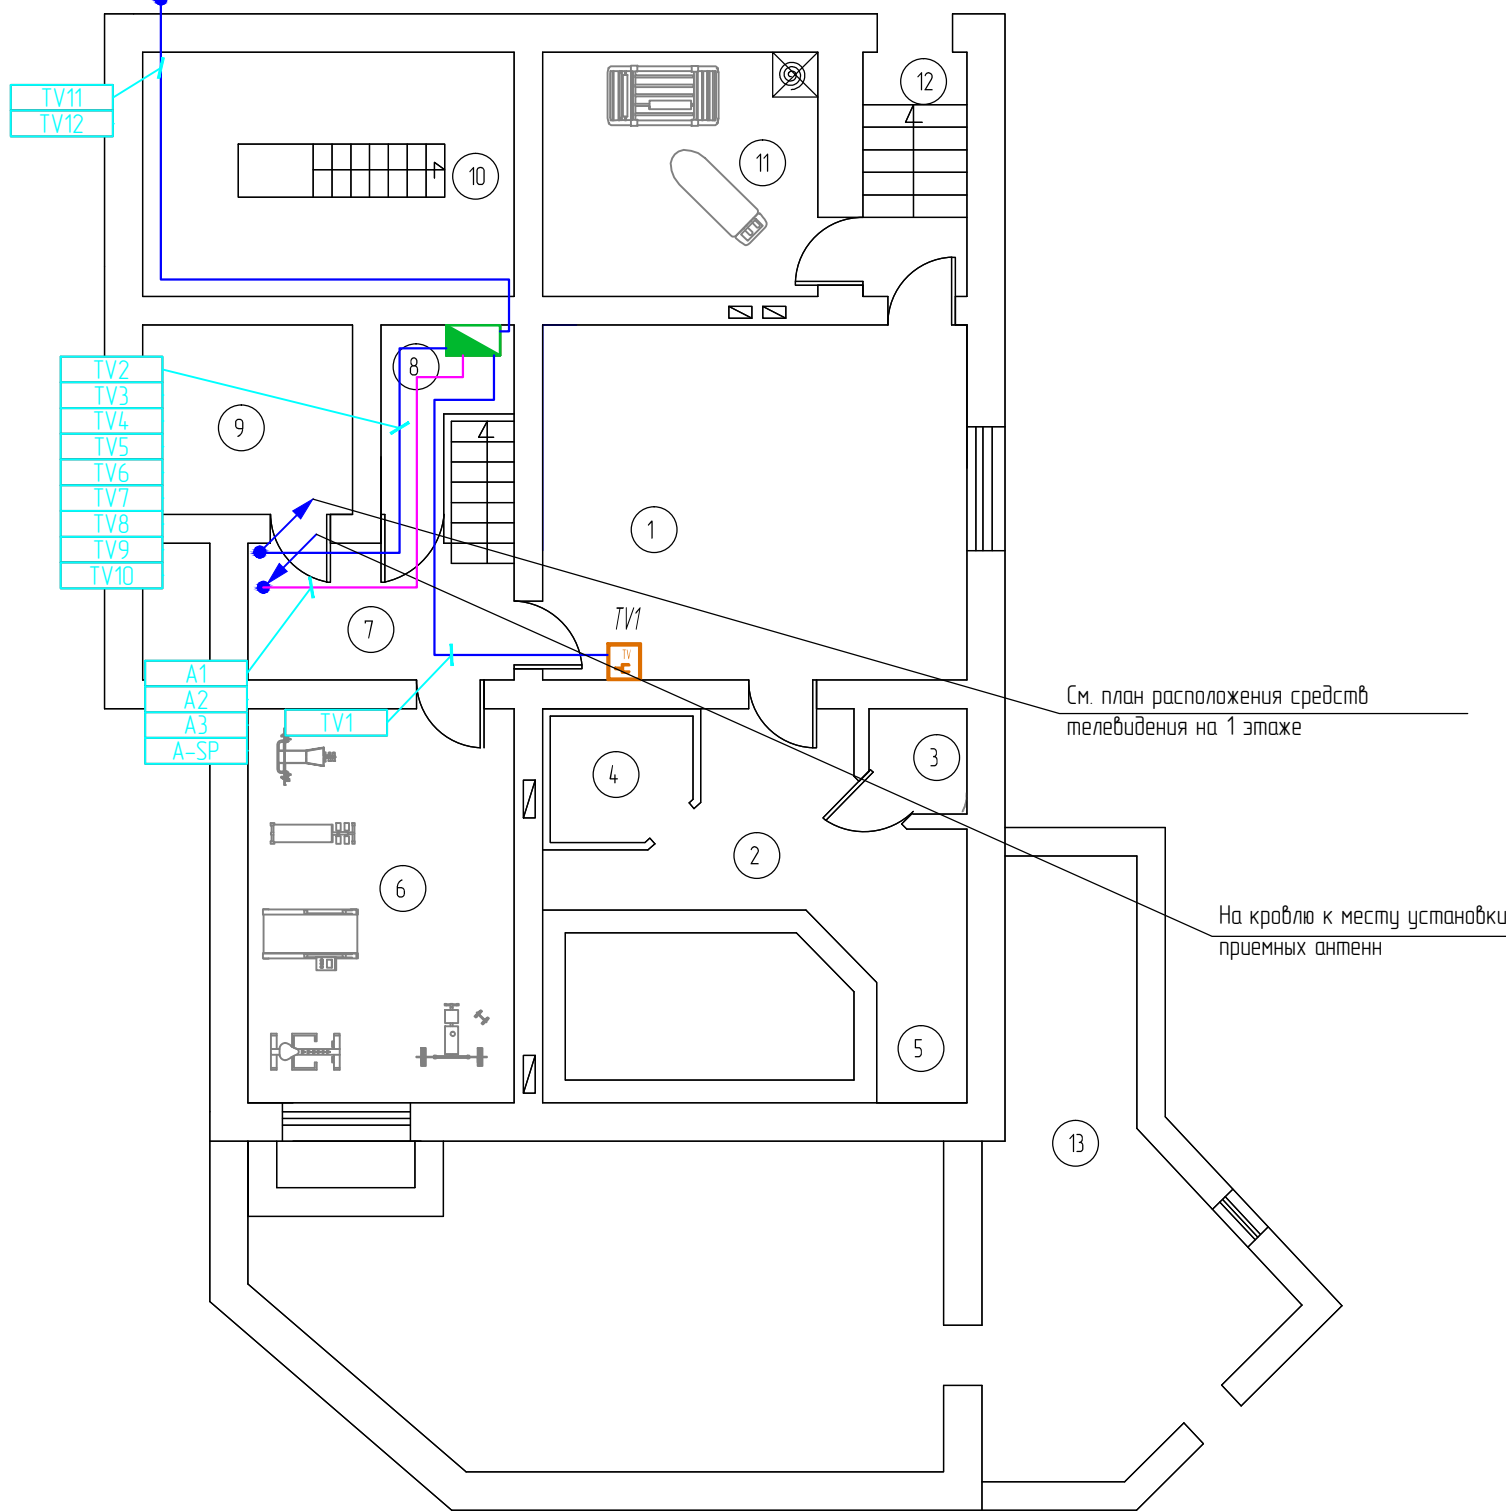 TV11
TV12
12
11
10
TV2
TV3
TV4
TV5
TV6
TV7
TV8
TV9
TV10
8
9
1
7
TV1
TV
A1
A2
A3
A-SP
TV1
См. план расположения средств
телевидения на 1 этаже
3
4
2
6
На кровлю к месту установки
приемных антенн
5
13